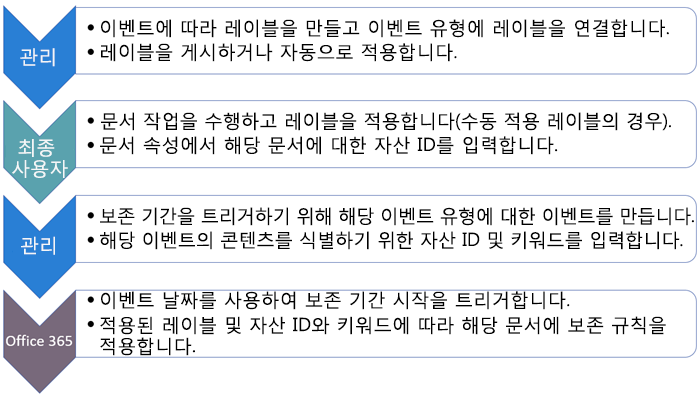 관리
• 이벤트에 따라 레이블을 만들고 이벤트 유형에 레이블을 연결합니다.
• 레이블을 게시하거나 자동으로 적용합니다.
최종
사용자
• 문서 작업을 수행하고 레이블을 적용합니다(수동 적용 레이블의 경우).
• 문서 속성에서 해당 문서에 대한 자산 ID를 입력합니다.
관리
• 보존 기간을 트리거하기 위해 해당 이벤트 유형에 대한 이벤트를 만듭니다.
• 해당 이벤트의 콘텐츠를 식별하기 위한 자산 ID 및 키워드를 입력합니다.
Office 365
• 이벤트 날짜를 사용하여 보존 기간 시작을 트리거합니다.
• 적용된 레이블 및 자산 ID와 키워드에 따라 해당 문서에 보존 규칙을
적용합니다.